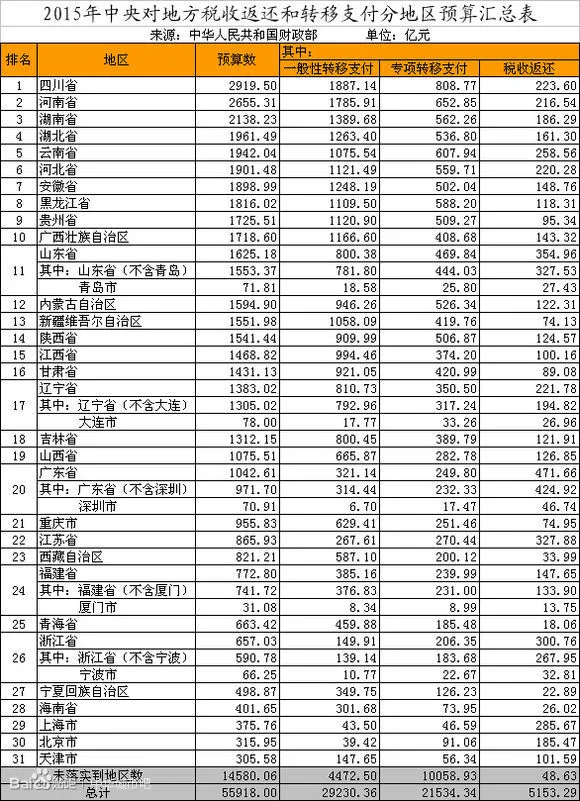 2015年中央对地方税收返还和转移支付分地区预算汇总表
来源：中华人民共和国财政部 单位：亿元
排名 地区 预算数 其中：
一般性转移支付 专项转移支付 税收返还
1 四川省 2919.50 1887.14 808.77 223.60
2 河南省 2655.31 1785.91 652.85 216.54
3 湖南省 2138.23 1389.68 562.26 186.29
4 湖北省 1961.49 1263.40 536.80 161.30
5 云南省 1942.04 1075.54 607.94 258.56
6 河北省 1901.48 1121.49 559.71 220.28
7 安徽省 1898.99 1248.19 502.04 148.76
8 黑龙江省 1816.02 1109.50 588.20 118.31
9 贵州省 1725.51 1120.90 509.27 95.34
10 广西壮族自治区 1718.60 1166.60 408.68 143.32
11 山东省 1625.18 800.38 469.84 354.96
其中：山东省（不含青岛） 1553.37 781.80 444.03 327.53
青岛市 71.81 18.58 25.80 27.43
12 内蒙古自治区 1594.90 946.26 526.34 122.31
13 新疆维吾尔自治区 1551.98 1058.09 419.76 74.13
14 陕西省 1541.44 909.99 506.87 124.57
15 江西省 1468.82 994.46 374.20 100.16
16 甘肃省 1431.13 921.05 420.99 89.08
17 辽宁省 1383.02 810.73 350.50 221.78
其中：辽宁省（不含大连） 1305.02 792.96 317.24 194.82
大连市 78.00 17.77 33.26 26.96
18 吉林省 1312.15 800.45 389.79 121.91
19 山西省 1075.51 665.87 282.78 126.85
20 广东省 1042.61 321.14 249.80 471.66
其中：广东省（不含深圳） 971.70 314.44 232.33 424.92
深圳市 70.91 6.70 17.47 46.74
21 重庆市 955.83 629.41 251.46 74.95
22 江苏省 865.93 267.61 270.44 327.88
23 西藏自治区 821.21 587.10 200.12 33.99
24 福建省 772.80 385.16 239.99 147.65
其中：福建省（不含厦门） 741.72 376.83 231.00 133.90
厦门市 31.08 8.34 8.99 13.75
25 青海省 663.42 459.88 185.48 18.06
26 浙江省 657.03 149.91 206.35 300.76
其中：浙江省（不含宁波） 590.78 139.14 183.68 267.95
宁波市 66.25 10.77 22.67 32.81
27 宁夏回族自治区 498.87 349.75 126.23 22.89
28 海南省 401.65 301.68 73.95 26.02
29 上海市 375.76 43.50 46.59 285.67
30 北京市 315.95 39.42 91.06 185.47
31 天津市 305.58 147.65 56.34 101.59
未落实到地区数 14580.06 4472.50 10058.93 48.63
总计 55918.00 29230.36 21534.34 5153.29
Baidu贴吧